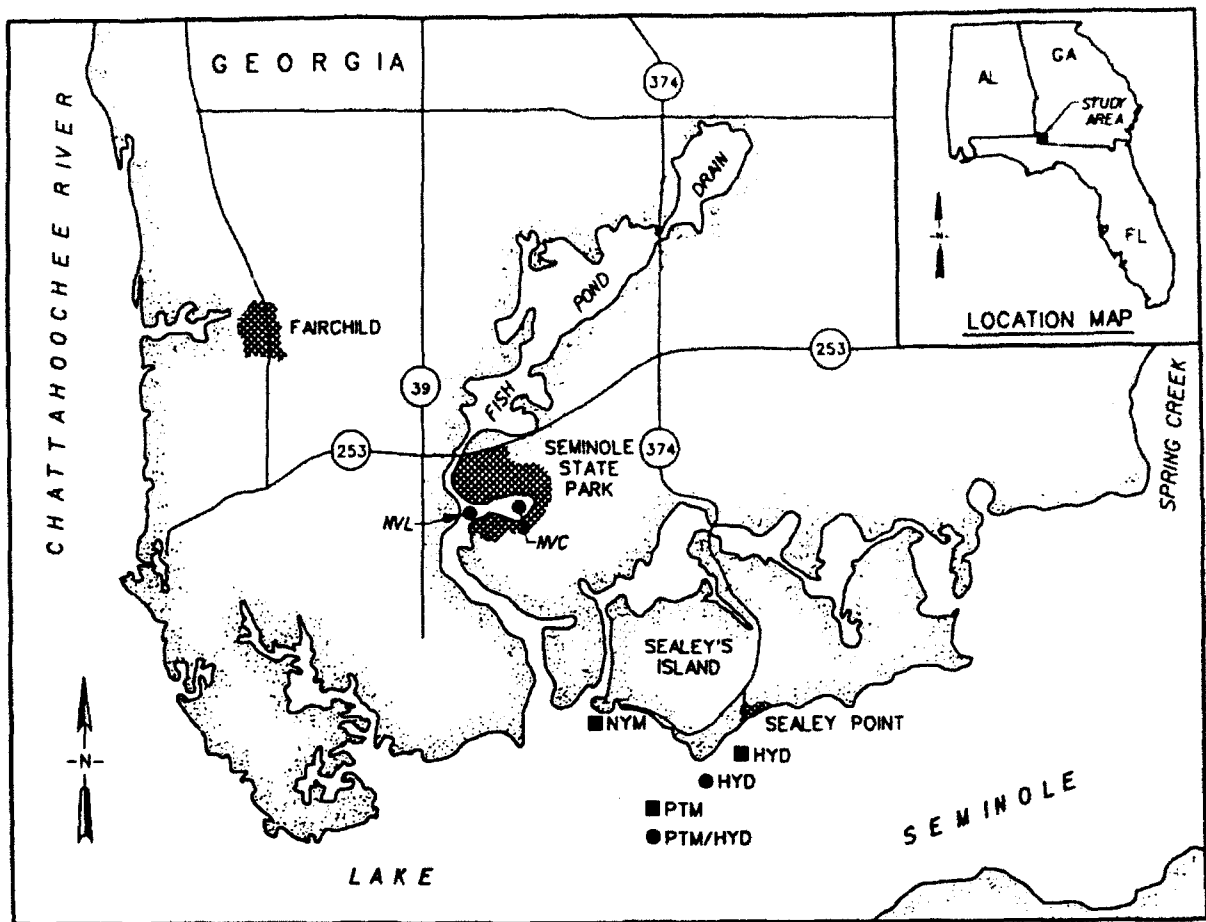 GEORGIA
374
AL
GA
STUDY
AREA
FL
-N-
LOCATION MAP
CHATTAHOOCHEE RIVER
DRAIN
POND
FISH
FAIRCHILD
39
253
253
374
SEMINOLE
STATE
PARK
SPRING CREEK
NVL
NVC
SEALEY'S
ISLAND
SEALEY POINT
NYM
HYD
HYD
PTM
PTM/HYD
-N-
LAKE
SEMINOLE